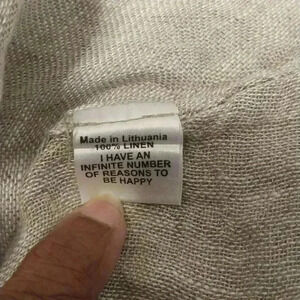 Made in Lithuania
100% LINEN
I HAVE AN
INFINITE NUMBER
OF REASONS TO
BE HAPPY